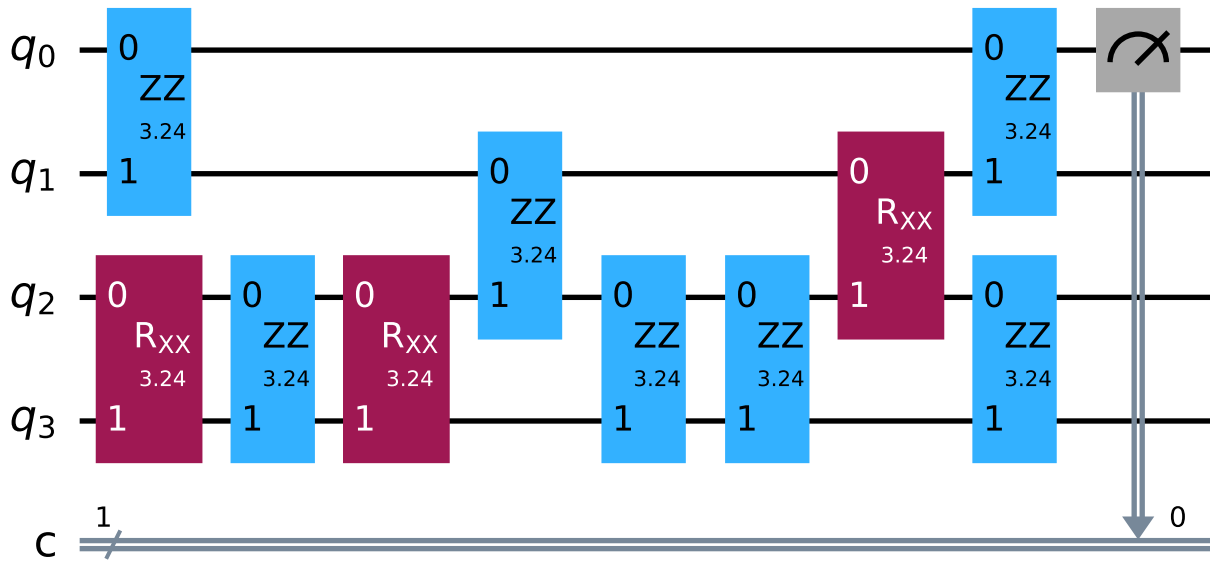 q0 0 0
ZZ ZZ
3.24 3.24
q1 1 0 0 1
ZZ RXX
3.24 3.24
q2 0 0 0 1 0 0 1 0
RXX ZZ RXX ZZ ZZ ZZ
3.24 3.24 3.24 3.24 3.24 3.24
q3 1 1 1 1 1 1
1 0
c